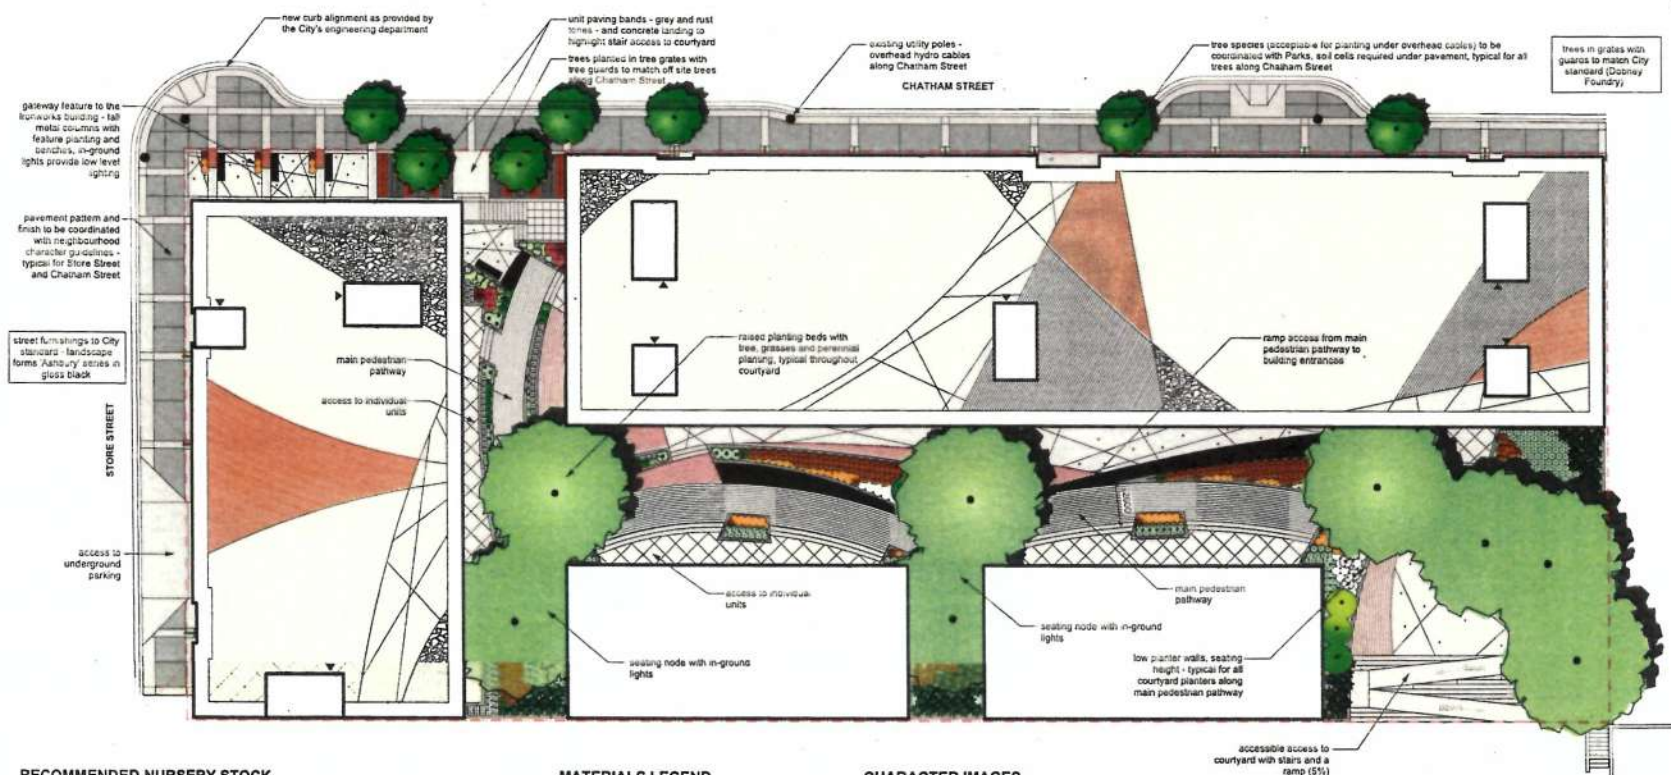 new curb alignment as provided by
the City's engineering department
unit paving bands - grey and rust
tones - and concrete landing to
highlight stair access to courtyard
trees planted in tree grates with
tree guards to match off site trees
along Chatham Street
existing utility poles -
overhead hydro cables
along Chatham Street
CHATHAM STREET
tree species (acceptable for planting under overhead cables) to be
coordinated with Parks, soil cells required under pavement, typical for all
trees along Chatham Street
trees in grates with
guards to match City
standard (Dobney
Foundry)
gateway feature to the
Ironworks building - tall
metal columns with
feature planting and
benches, in-ground
lights provide low level
lighting
pavement pattern and
finish to be coordinated
with neighbourhood
character guidelines -
typical for Store Street
and Chatham Street
street furnishings to City
standard - landscape
forms 'Ashbury' series in
gloss black
STORE STREET
access to
underground
parking
main pedestrian
pathway
access to individual
units
raised planting beds with
tree, grasses and perennial
planting, typical throughout
courtyard
ramp access from main
pedestrian pathway to
building entrances
access to individual
units
main pedestrian
pathway
seating node with in-ground
lights
seating node with in-ground
lights
low planter walls, seating
height - typical for all
courtyard planters along
main pedestrian pathway
accessible access to
courtyard with stairs and a
ramp (5%)
RECOMMENDED NURSERY STOCK
MATERIALS LEGEND
CHARACTER IMAGES